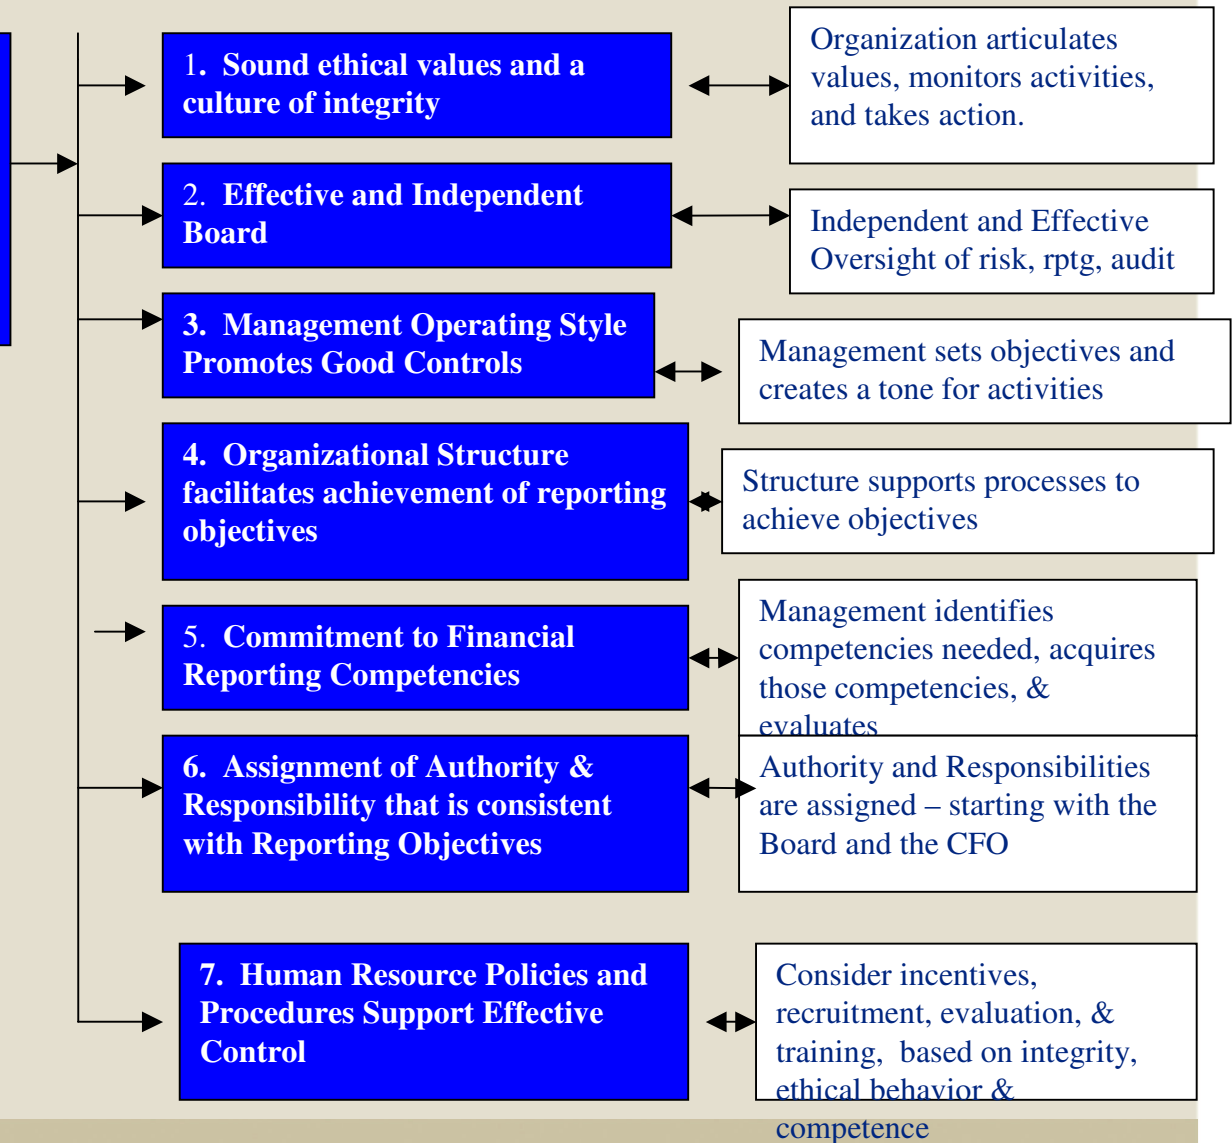 1. Sound ethical values and a
culture of integrity
Organization articulates
values, monitors activities,
and takes action.
2. Effective and Independent
Board
Independent and Effective
Oversight of risk, rptg, audit
3. Management Operating Style
Promotes Good Controls
Management sets objectives and
creates a tone for activities
4. Organizational Structure
facilitates achievement of reporting
objectives
Structure supports processes to
achieve objectives
5. Commitment to Financial
Reporting Competencies
Management identifies
competencies needed, acquires
those competencies, &
evaluates
6. Assignment of Authority &
Responsibility that is consistent
with Reporting Objectives
Authority and Responsibilities
are assigned – starting with the
Board and the CFO
7. Human Resource Policies and
Procedures Support Effective
Control
Consider incentives,
recruitment, evaluation, &
training, based on integrity,
ethical behavior &
competence